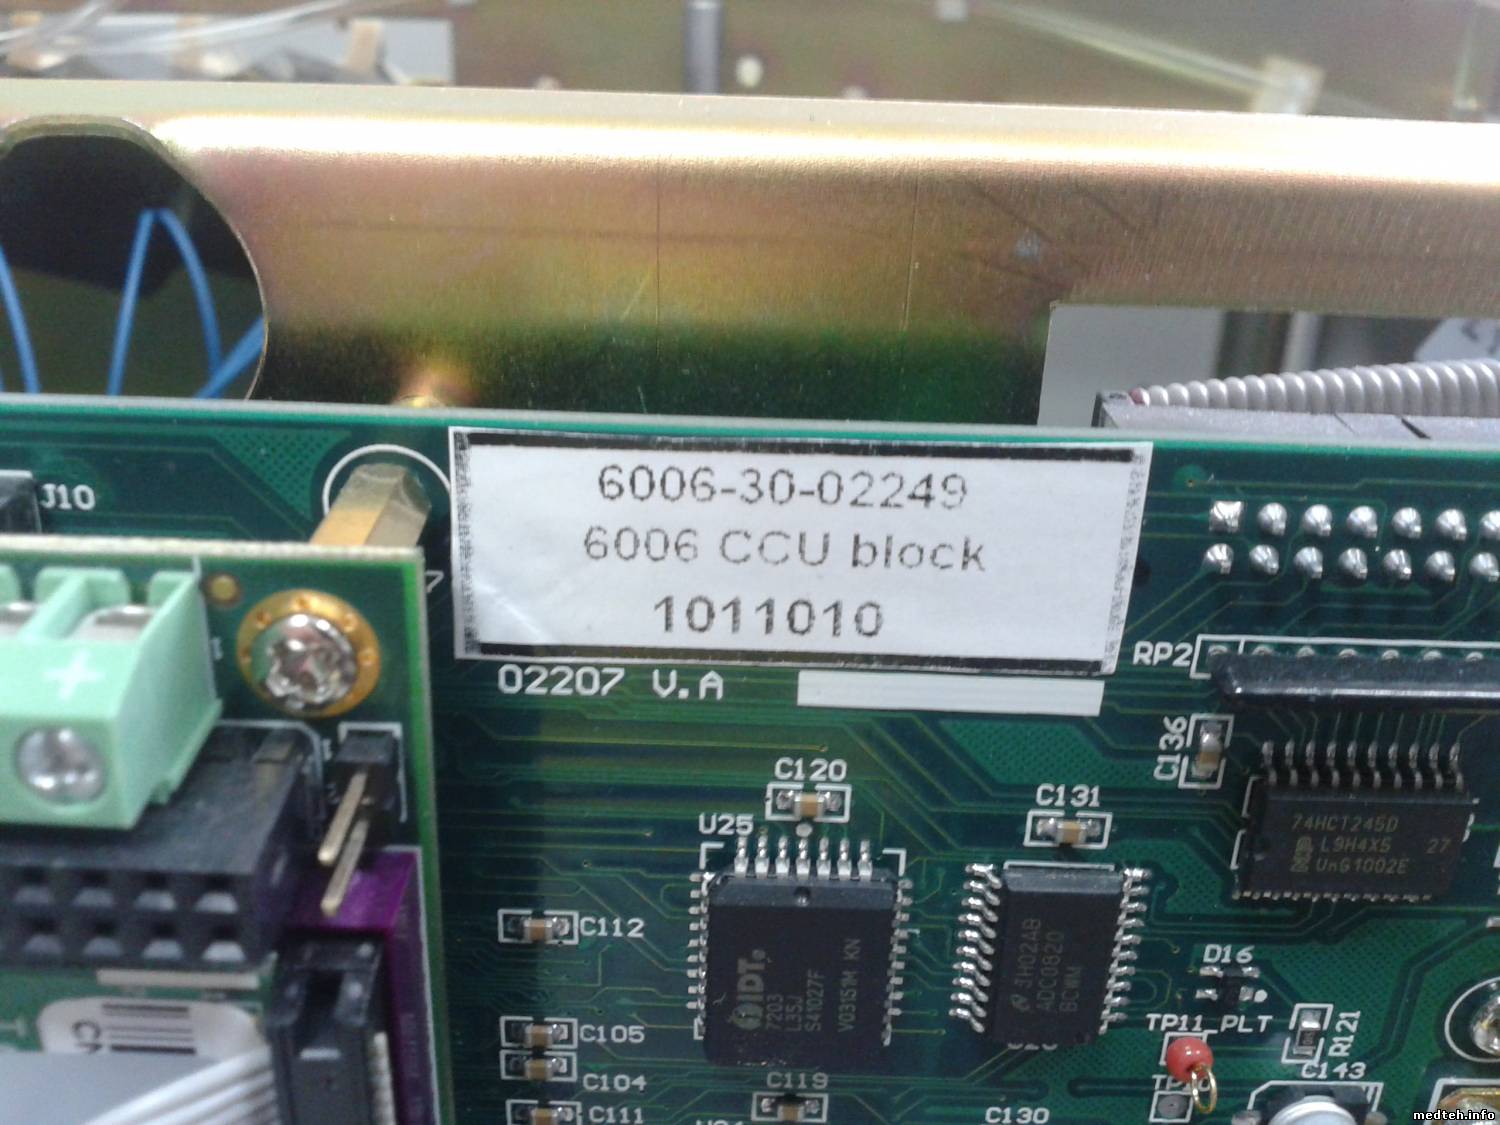 J10
6006-30-02249
6006 CCU block
1011010
02207 V.A
RP2
C136
C120
C131
U25
74HCT245D
L9H4X5 27
UnG1002E
C112
IDT.
7203
L35J
S41027F
V03151M KN
JH024AB
ADC0820
BCWM
D16
TP11 PLT
R121
C105
C104
C119
C143
C111
C130
medteh.info